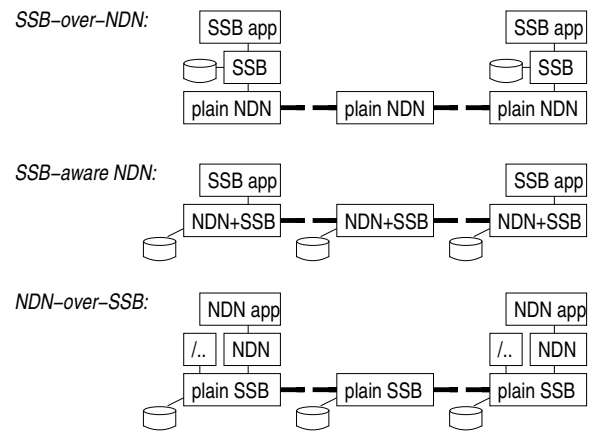 SSB–over–NDN:
SSB app SSB app
SSB SSB
plain NDN plain NDN plain NDN
SSB–aware NDN:
SSB app SSB app
NDN+SSB NDN+SSB NDN+SSB
NDN–over–SSB:
NDN app NDN app
/.. NDN /.. NDN
plain SSB plain SSB plain SSB